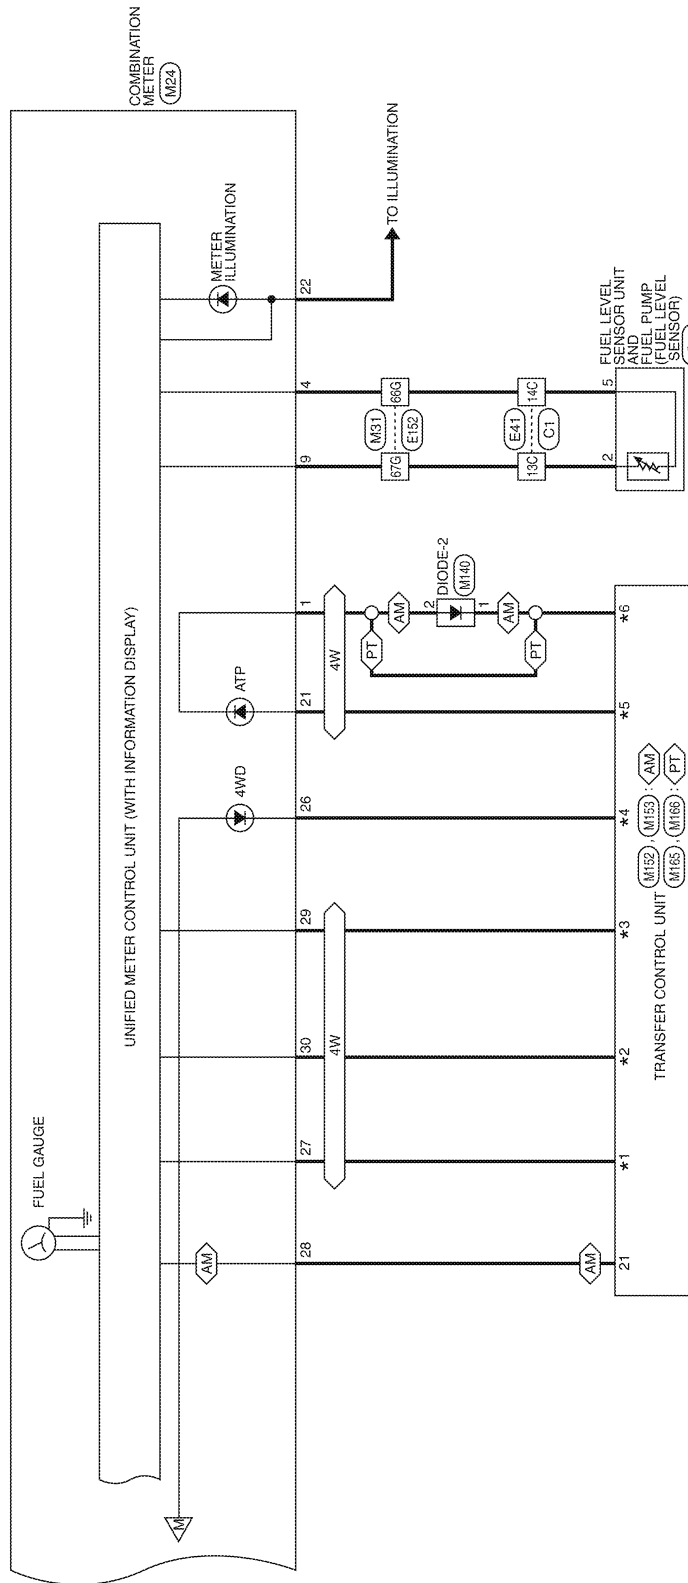 COMBINATION
METER
M24
FUEL GAUGE
UNIFIED METER CONTROL UNIT (WITH INFORMATION DISPLAY)
METER
ILLUMINATION
M
4WD
ATP
AM
28
27
30
29
26
21
1
9
4
22
4W
4W
TO ILLUMINATION
PT
AM
2
DIODE-2
M140
1
AM
PT
67G
M31
E152
66G
13C
E41
C1
14C
AM
21
*1
*2
*3
*4
*5
*6
2
5
TRANSFER CONTROL UNIT
M152 , M153 : AM
M165 , M166 : PT
FUEL LEVEL
SENSOR UNIT
AND
FUEL PUMP
(FUEL LEVEL
SENSOR)